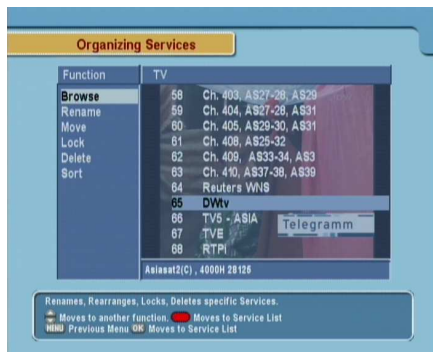 Organizing Services
Function
TV
Browse
Rename
Move
Lock
Delete
Sort
58 Ch. 403, AS27-28, AS29
59 Ch. 404, AS27-28, AS31
60 Ch. 405, AS29-30, AS31
61 Ch. 408, AS25-32
62 Ch. 409, AS33-34, AS3
63 Ch. 410, AS37-38, AS39
64 Reuters WNS
65 DWtv
66 TV5 - ASIA
67 TVE
68 RTPI
Telegramm
Asiasat2(C) , 4000H 28125
Renames, Rearranges, Locks, Deletes specific Services.
Moves to another function. Moves to Service List
MENU Previous Menu OK Moves to Service List